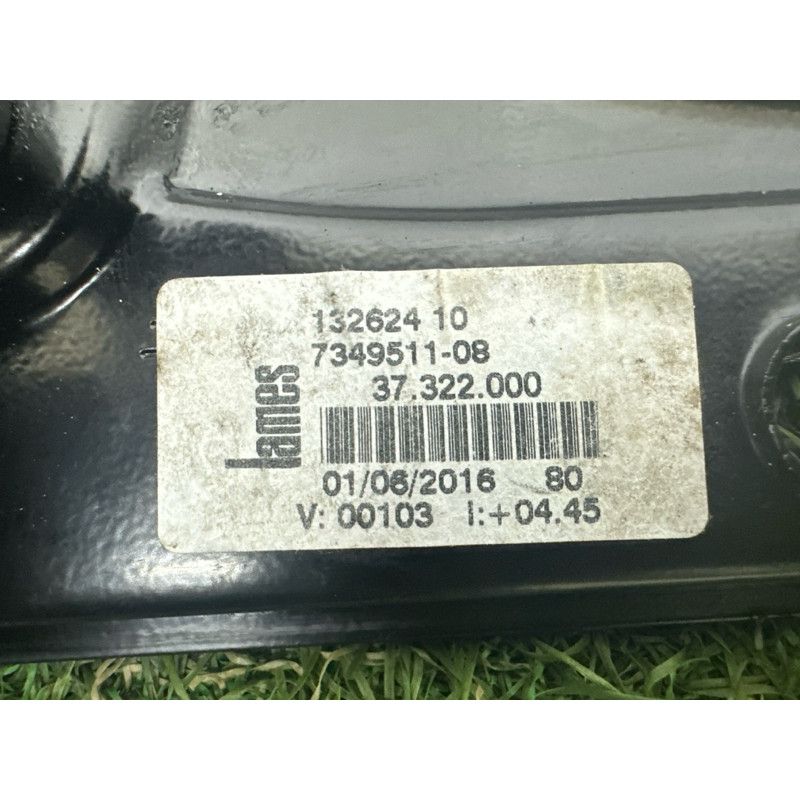 132624 10
7349511-08
lames
37.322.000
01/06/2016 80
V: 00103 I:+04.45